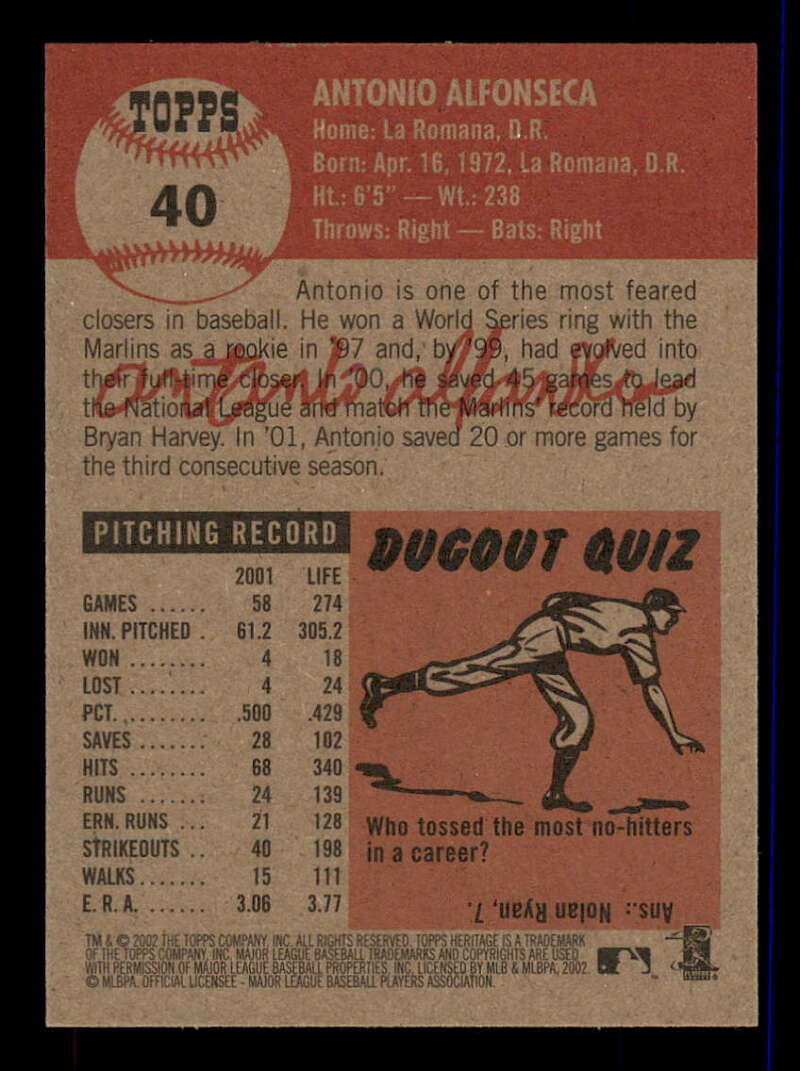 TOPPS
40
ANTONIO ALFONSECA
Home: La Romana, D.R.
Born: Apr. 16, 1972, La Romana, D.R.
Ht.: 6'5" — Wt.: 238
Throws: Right — Bats: Right
Antonio is one of the most feared
closers in baseball. He won a World Series ring with the
Marlins as a rookie in '97 and, by '99, had evolved into
their full-time closer. In '00, he saved 45 games to lead
the National League and match the Marlins' record held by
Bryan Harvey. In '01, Antonio saved 20 or more games for
the third consecutive season.
antonio alfonseca
PITCHING RECORD
2001 LIFE
GAMES ...... 58 274
INN. PITCHED . 61.2 305.2
WON ........ 4 18
LOST ........ 4 24
PCT. ........ .500 .429
SAVES ....... 28 102
HITS ........ 68 340
RUNS ....... 24 139
ERN. RUNS ... 21 128
STRIKEOUTS .. 40 198
WALKS....... 15 111
E. R. A. ...... 3.06 3.77
DUGOUT QUIZ
Who tossed the most no-hitters
in a career?
Ans.: Nolan Ryan, 7.
TM & © 2002 THE TOPPS COMPANY, INC. ALL RIGHTS RESERVED. TOPPS HERITAGE IS A TRADEMARK
OF THE TOPPS COMPANY, INC. MAJOR LEAGUE BASEBALL TRADEMARKS AND COPYRIGHTS ARE USED
WITH PERMISSION OF MAJOR LEAGUE BASEBALL PROPERTIES, INC. LICENSED BY MLB & MLBPA, 2002.
© MLBPA. OFFICIAL LICENSEE - MAJOR LEAGUE BASEBALL PLAYERS ASSOCIATION.